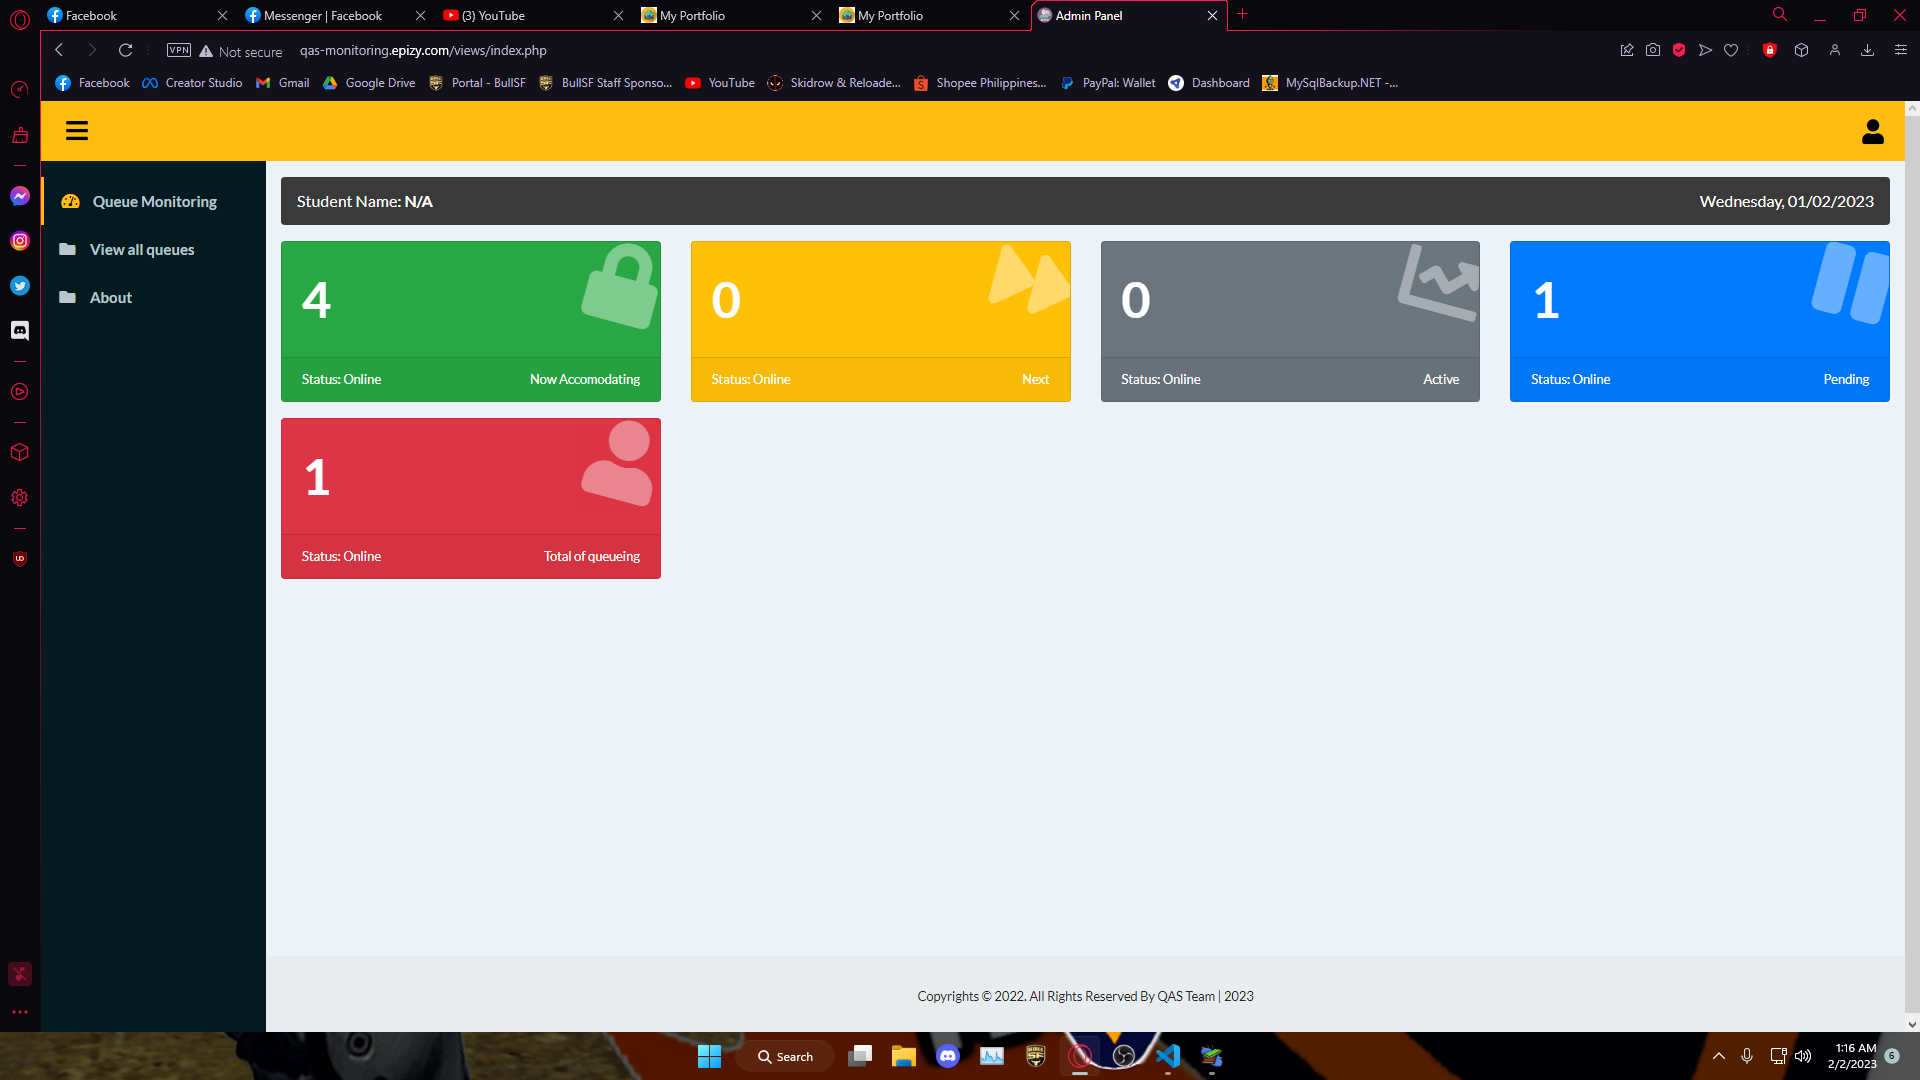 Facebook
Messenger | Facebook
(3) YouTube
My Portfolio
My Portfolio
Admin Panel
VPN
Not secure
qas-monitoring.epizy.com/views/index.php
Facebook
Creator Studio
Gmail
Google Drive
Portal - BullSF
BullSF Staff Sponso...
YouTube
Skidrow & Reloade...
Shopee Philippines...
PayPal: Wallet
Dashboard
MySqlBackup.NET -...
Queue Monitoring
View all queues
About
Student Name: N/A
Wednesday, 01/02/2023
4
Status: Online
Now Accomodating
0
Status: Online
Next
0
Status: Online
Active
1
Status: Online
Pending
1
Status: Online
Total of queueing
Copyrights © 2022. All Rights Reserved By QAS Team | 2023
Search
1:16 AM
2/2/2023
6